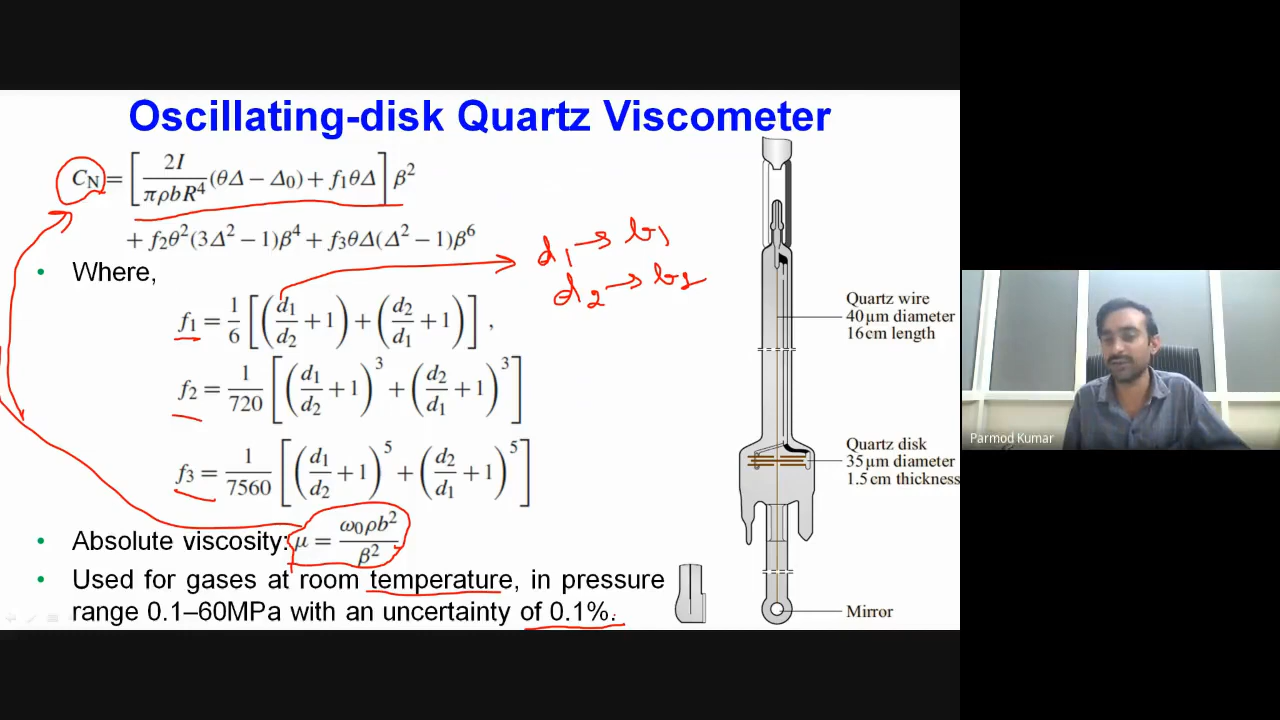 Oscillating-disk Quartz Viscometer
C_N = [ 2I / πρbR⁴ (θΔ − Δ₀) + f₁θΔ ] β²
+ f₂θ²(3Δ² − 1)β⁴ + f₃θΔ(Δ² − 1)β⁶
d₁ → b₁
d₂ → b₂
• Where,
f₁ = 1/6 [ ( d₁/d₂ + 1 ) + ( d₂/d₁ + 1 ) ] ,
f₂ = 1/720 [ ( d₁/d₂ + 1 )³ + ( d₂/d₁ + 1 )³ ]
f₃ = 1/7560 [ ( d₁/d₂ + 1 )⁵ + ( d₂/d₁ + 1 )⁵ ]
• Absolute viscosity: μ = ω₀ρb² / β²
• Used for gases at room temperature, in pressure
range 0.1–60MPa with an uncertainty of 0.1%.
Quartz wire
40 μm diameter
16 cm length
Quartz disk
35 μm diameter
1.5 cm thickness
Mirror
Parmod Kumar